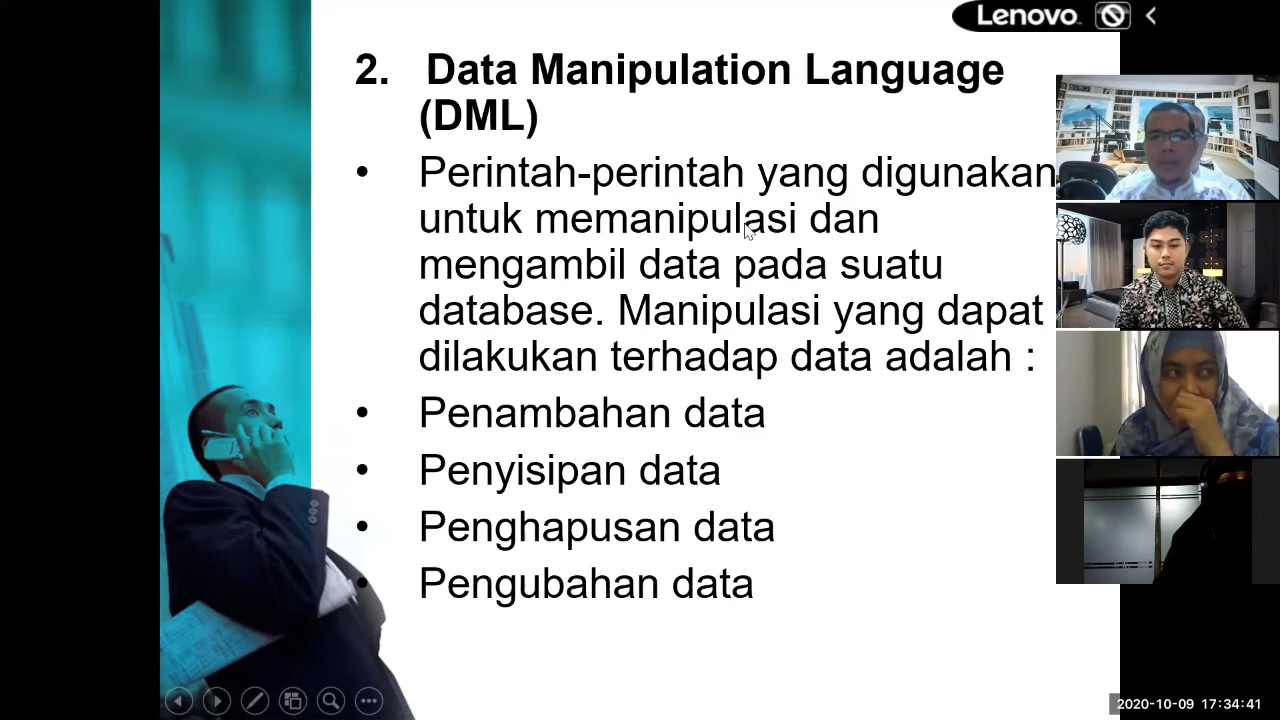 Lenovo
2. Data Manipulation Language
(DML)
• Perintah-perintah yang digunakan
untuk memanipulasi dan
mengambil data pada suatu
database. Manipulasi yang dapat
dilakukan terhadap data adalah :
• Penambahan data
• Penyisipan data
• Penghapusan data
• Pengubahan data
2020-10-09 17:34:41